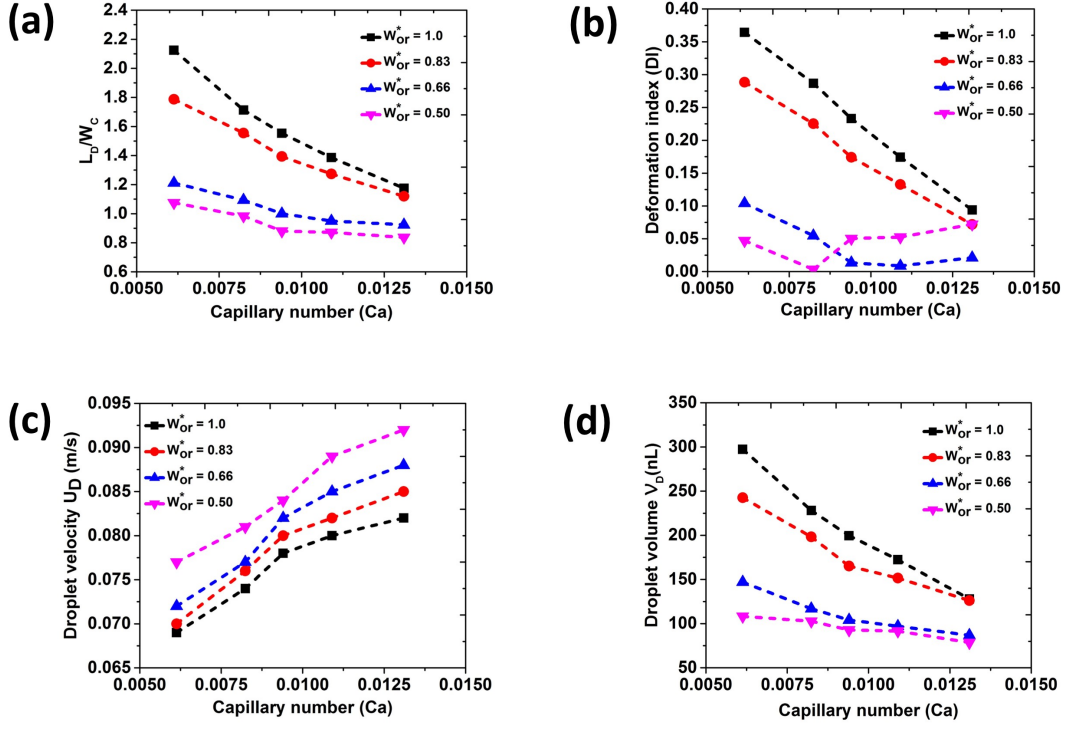 (a)
2.4
2.2
2.0
1.8
1.6
1.4
1.2
1.0
0.8
0.6
L_D/W_C
W*or = 1.0
W*or = 0.83
W*or = 0.66
W*or = 0.50
0.0050 0.0075 0.0100 0.0125 0.0150
Capillary number (Ca)
(b)
0.40
0.35
0.30
0.25
0.20
0.15
0.10
0.05
0.00
Deformation index (DI)
W*or = 1.0
W*or = 0.83
W*or = 0.66
W*or = 0.50
0.0050 0.0075 0.0100 0.0125 0.0150
Capillary number (Ca)
(c)
0.095
0.090
0.085
0.080
0.075
0.070
0.065
Droplet velocity U_D (m/s)
W*or = 1.0
W*or = 0.83
W*or = 0.66
W*or = 0.50
0.0050 0.0075 0.0100 0.0125 0.0150
Capillary number (Ca)
(d)
350
300
250
200
150
100
50
Droplet volume V_D(nL)
W*or = 1.0
W*or = 0.83
W*or = 0.66
W*or = 0.50
0.0050 0.0075 0.0100 0.0125 0.0150
Capillary number (Ca)